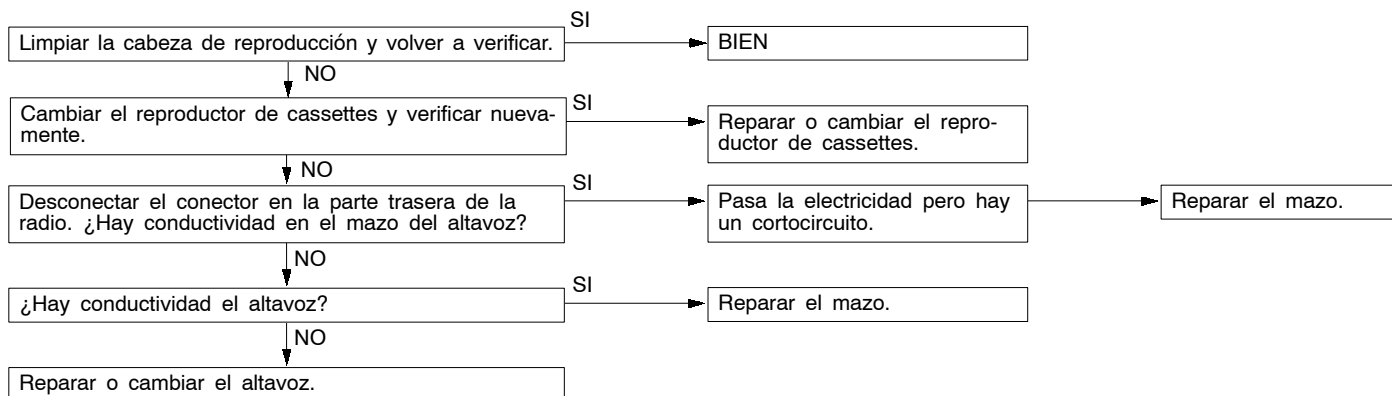 SI
Limpiar la cabeza de reproducción y volver a verificar.
BIEN
NO
SI
Cambiar el reproductor de cassettes y verificar nueva-
mente.
Reparar o cambiar el repro-
ductor de cassettes.
NO
SI
Desconectar el conector en la parte trasera de la
radio. ¿Hay conductividad en el mazo del altavoz?
Pasa la electricidad pero hay
un cortocircuito.
Reparar el mazo.
NO
SI
¿Hay conductividad el altavoz?
Reparar el mazo.
NO
Reparar o cambiar el altavoz.